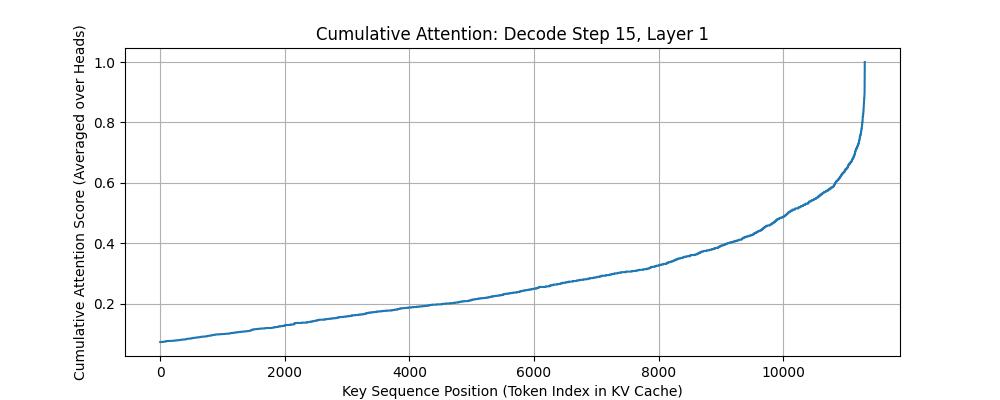 Cumulative Attention: Decode Step 15, Layer 1
Cumulative Attention Score (Averaged over Heads)
1.0
0.8
0.6
0.4
0.2
0 2000 4000 6000 8000 10000
Key Sequence Position (Token Index in KV Cache)